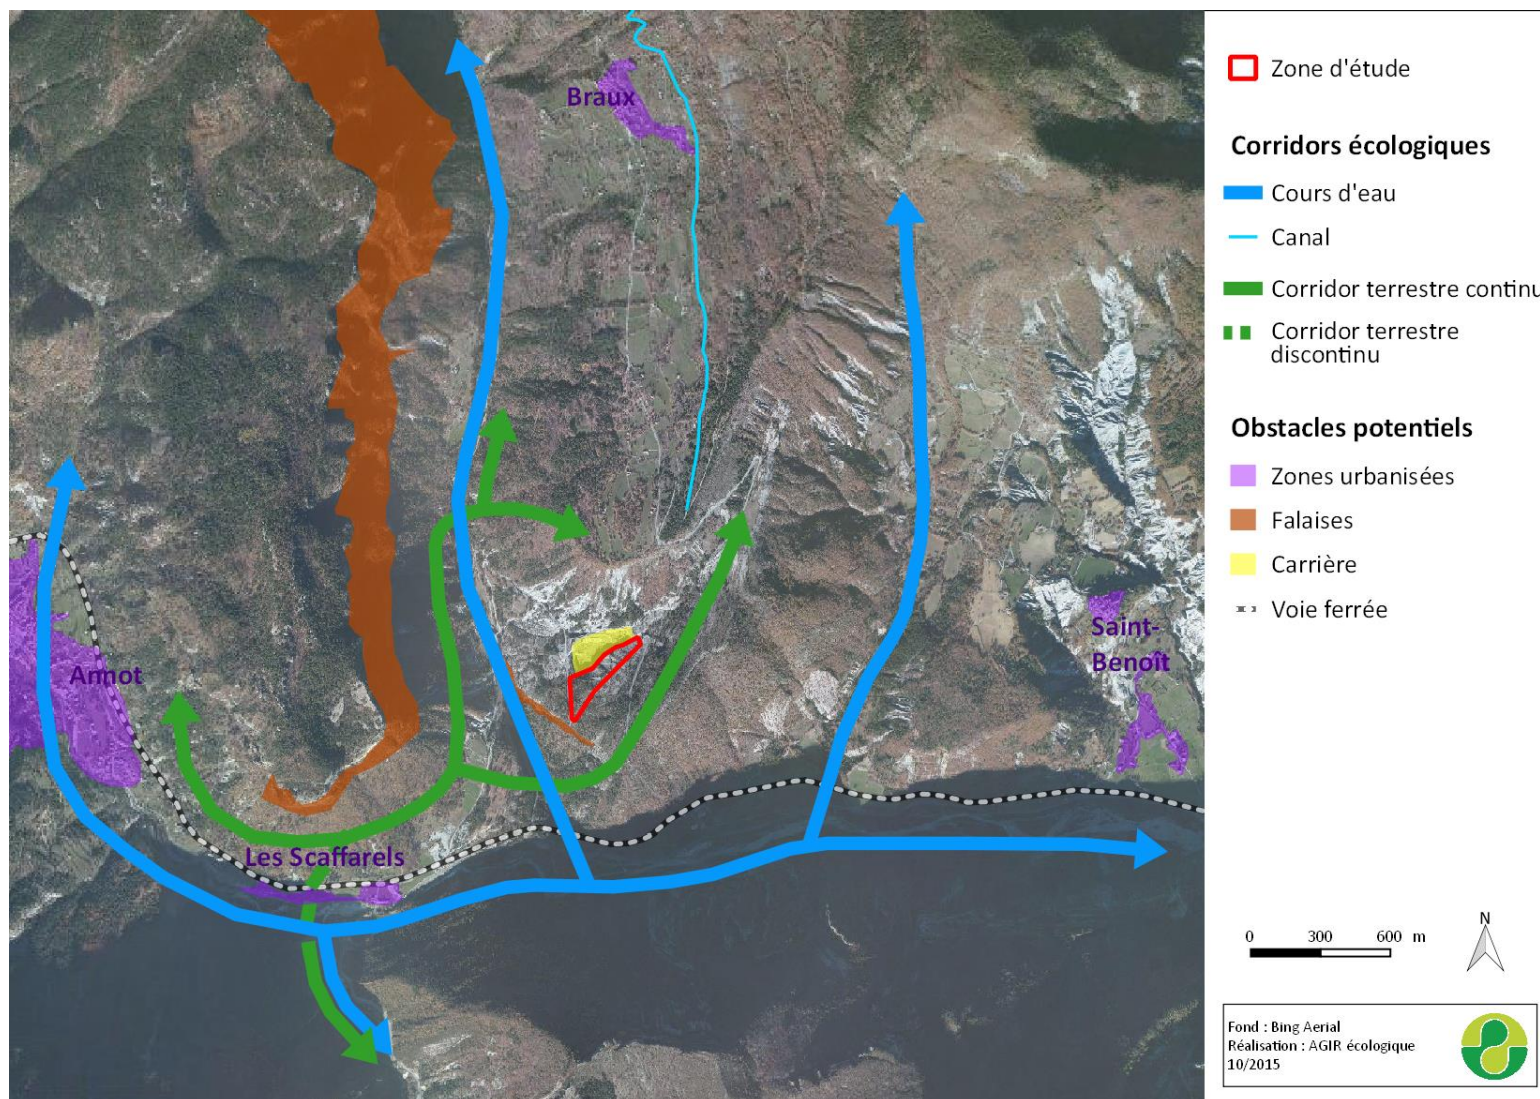 Braux
Annot
Les Scaffarels
Saint-
Benoît
Zone d'étude
Corridors écologiques
Cours d'eau
Canal
Corridor terrestre continu
Corridor terrestre
discontinu
Obstacles potentiels
Zones urbanisées
Falaises
Carrière
Voie ferrée
0 300 600 m
N
Fond : Bing Aerial
Réalisation : AGIR écologique
10/2015